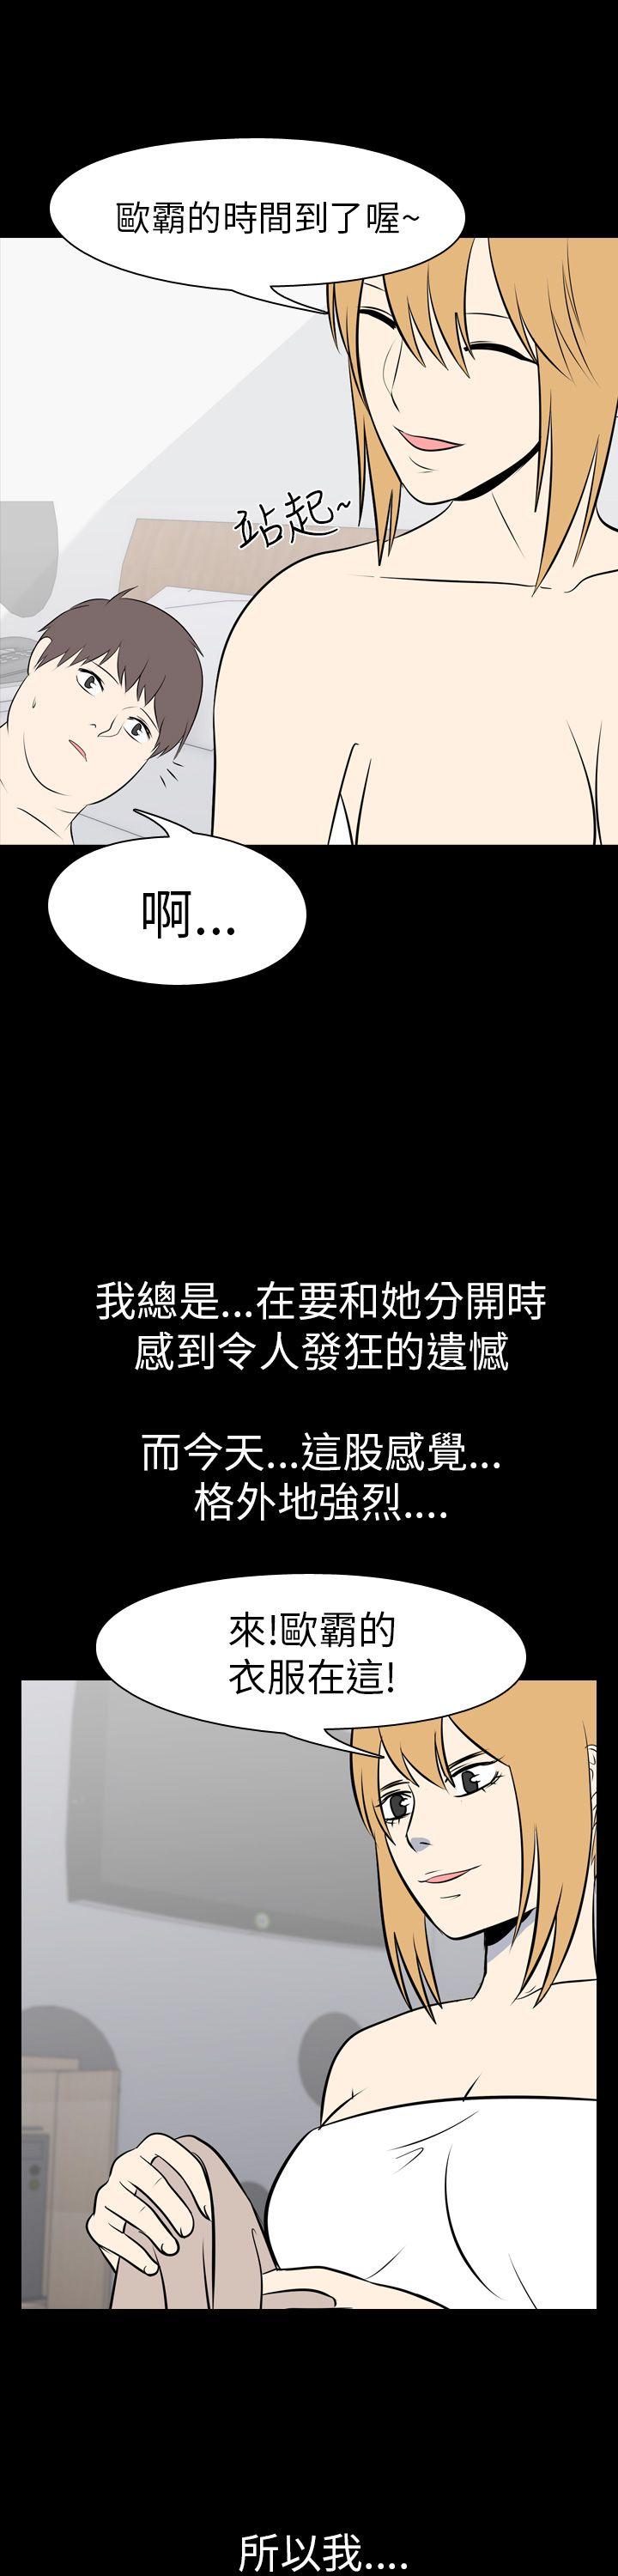 歐霸的時間到了喔~
站起~
啊...
我總是...在要和她分開時
感到令人發狂的遺憾
而今天...這股感覺...
格外地強烈....
來!歐霸的
衣服在這!
所以我....